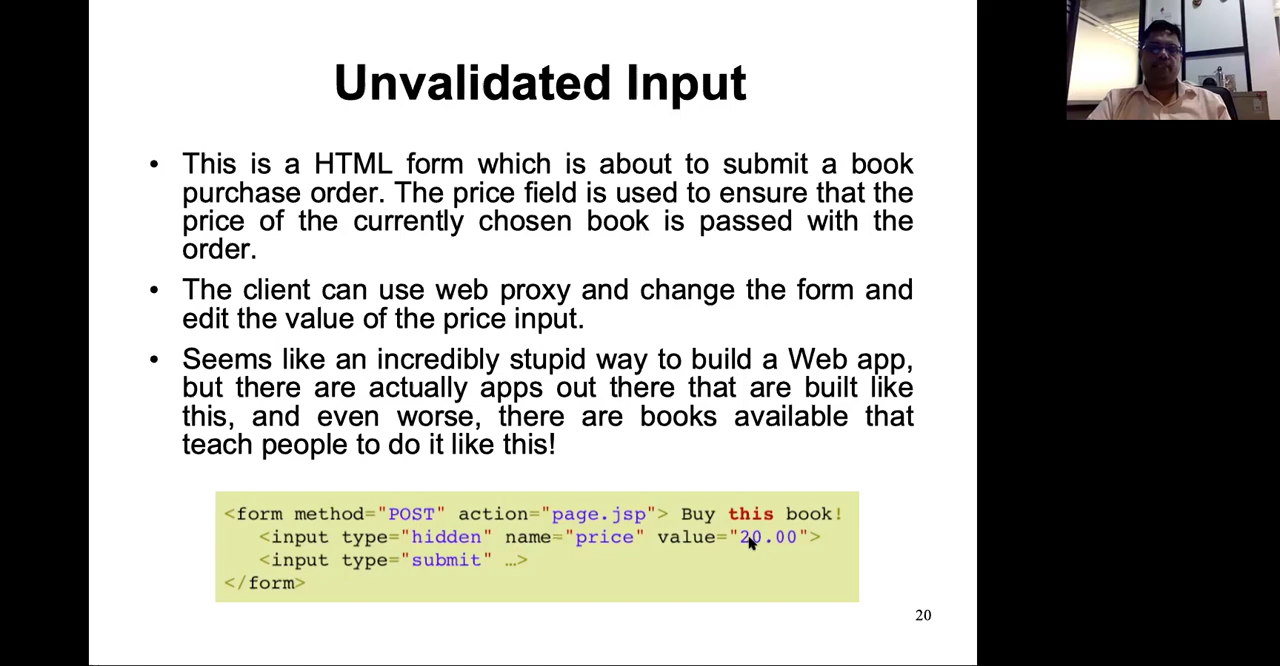 Unvalidated Input
• This is a HTML form which is about to submit a book
purchase order. The price field is used to ensure that the
price of the currently chosen book is passed with the
order.
• The client can use web proxy and change the form and
edit the value of the price input.
• Seems like an incredibly stupid way to build a Web app,
but there are actually apps out there that are built like
this, and even worse, there are books available that
teach people to do it like this!
<form method="POST" action="page.jsp"> Buy this book!
<input type="hidden" name="price" value="20.00">
<input type="submit" …>
</form>
20